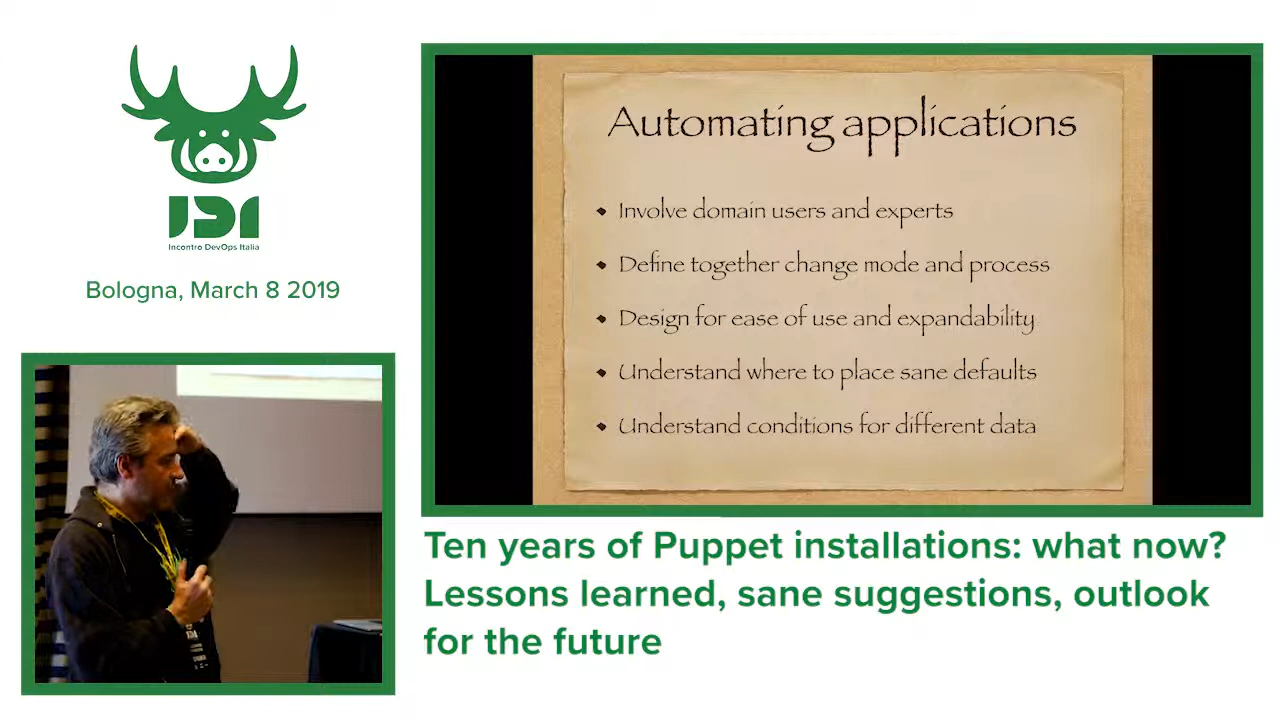 IDI
Incontro DevOps Italia
Bologna, March 8 2019
Automating applications
Involve domain users and experts
Define together change mode and process
Design for ease of use and expandability
Understand where to place sane defaults
Understand conditions for different data
Ten years of Puppet installations: what now?
Lessons learned, sane suggestions, outlook
for the future